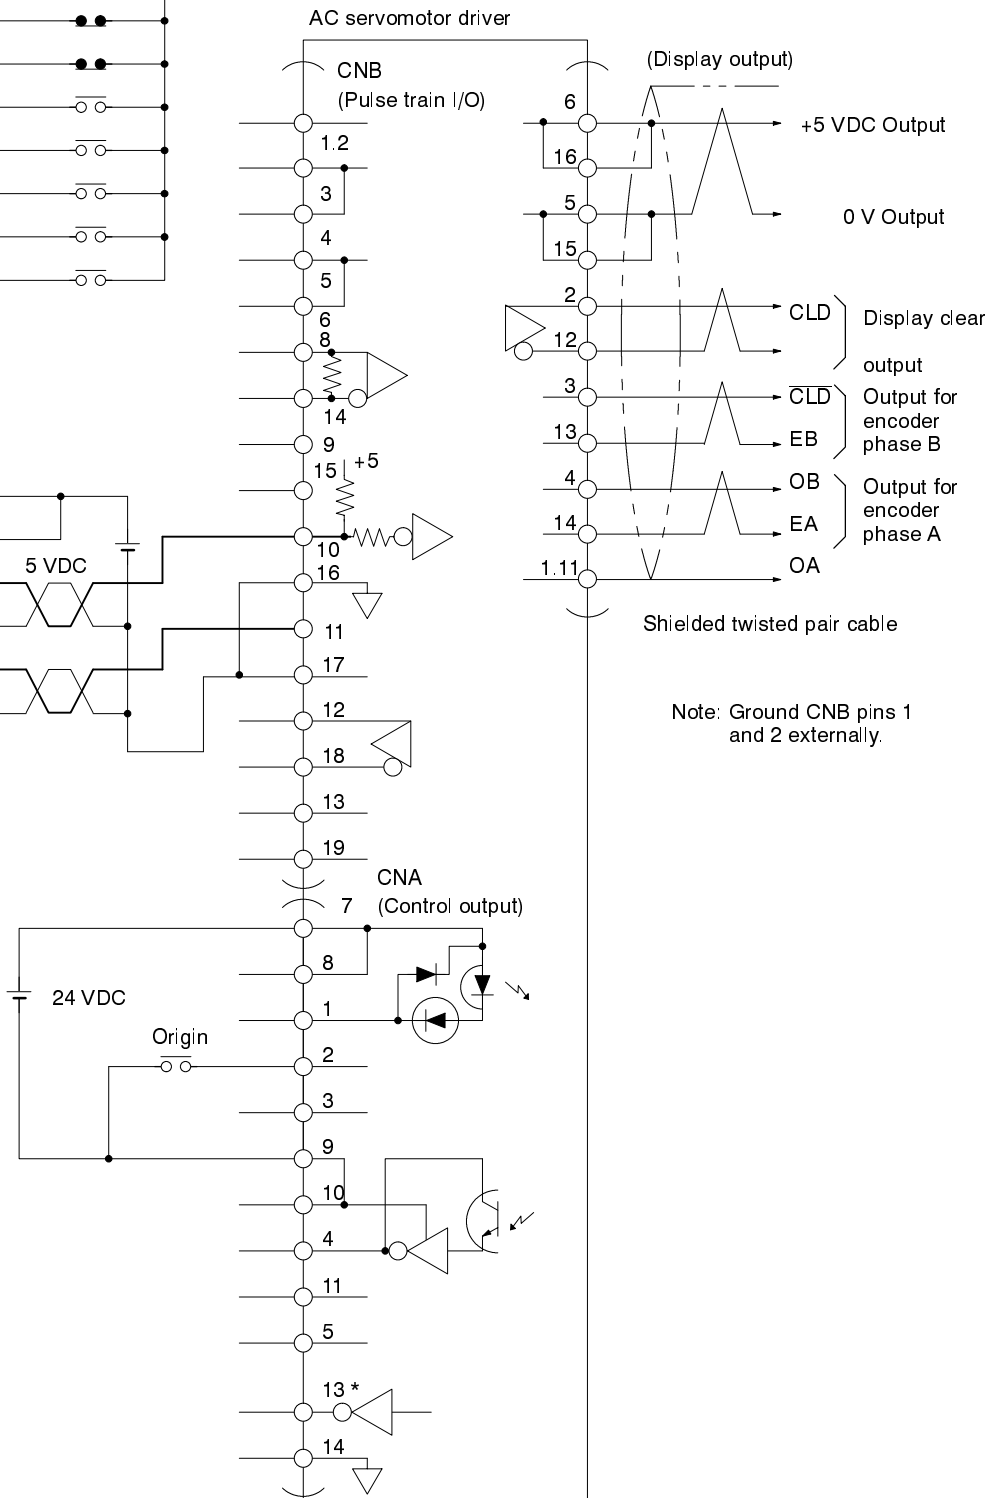 AC servomotor driver
CNB
(Pulse train I/O)
1.2
3
4
5
6
8
14
9
15
+5
10
16
11
17
12
18
13
19
5 VDC
CNA
(Control output)
7
8
1
2
3
9
10
4
11
5
13 *
14
24 VDC
Origin
(Display output)
6
+5 VDC Output
16
5
0 V Output
15
2
CLD
Display clear
output
12
3
CLD
Output for
encoder
phase B
13
EB
4
OB
Output for
encoder
phase A
14
EA
1.11
OA
Shielded twisted pair cable
Note: Ground CNB pins 1
and 2 externally.